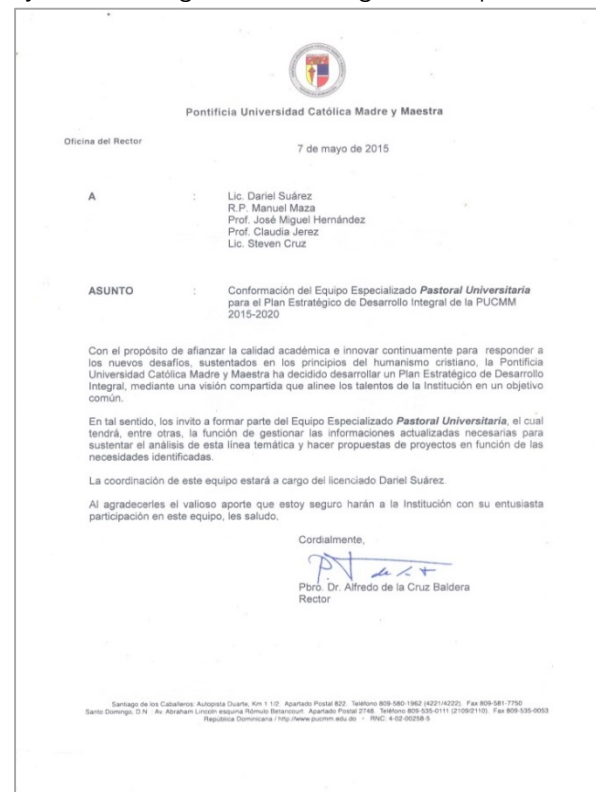 Pontificia Universidad Católica Madre y Maestra
Oficina del Rector
7 de mayo de 2015
A : Lic. Dariel Suárez
R.P. Manuel Maza
Prof. José Miguel Hernández
Prof. Claudia Jerez
Lic. Steven Cruz
ASUNTO : Conformación del Equipo Especializado Pastoral Universitaria
para el Plan Estratégico de Desarrollo Integral de la PUCMM
2015-2020
Con el propósito de afianzar la calidad académica e innovar continuamente para responder a
los nuevos desafíos, sustentados en los principios del humanismo cristiano, la Pontificia
Universidad Católica Madre y Maestra ha decidido desarrollar un Plan Estratégico de Desarrollo
Integral, mediante una visión compartida que alinee los talentos de la Institución en un objetivo
común.
En tal sentido, los invito a formar parte del Equipo Especializado Pastoral Universitaria, el cual
tendrá, entre otras, la función de gestionar las informaciones actualizadas necesarias para
sustentar el análisis de esta línea temática y hacer propuestas de proyectos en función de las
necesidades identificadas.
La coordinación de este equipo estará a cargo del licenciado Dariel Suárez.
Al agradecerles el valioso aporte que estoy seguro harán a la Institución con su entusiasta
participación en este equipo, les saludo,
Cordialmente,
Pbro. Dr. Alfredo de la Cruz Baldera
Rector
Santiago de los Caballeros: Autopista Duarte, Km 1 1/2. Apartado Postal 822. Teléfono 809-580-1962 (4221/4222). Fax 809-581-7750
Santo Domingo, D.N.: Av. Abraham Lincoln esquina Rómulo Betancourt. Apartado Postal 2748. Teléfono 809-535-0111 (2109/2110). Fax 809-535-0053
República Dominicana / http://www.pucmm.edu.do • RNC: 4-02-00258-5